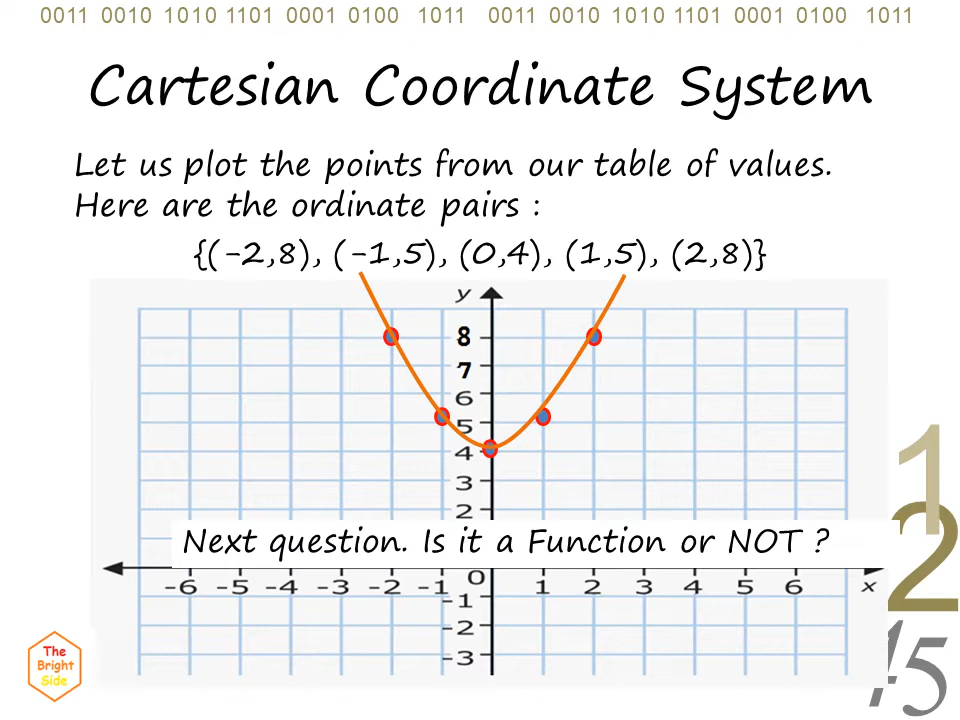 0011 0010 1010 1101 0001 0100 1011 0011 0010 1010 1101 0001 0100 1011
Cartesian Coordinate System
Let us plot the points from our table of values.
Here are the ordinate pairs :
{(-2,8), (-1,5), (0,4), (1,5), (2,8)}
y
8
7
6
5
4
3
2
1
2
Next question. Is it a Function or NOT ?
0
-6 -5 -4 -3 -2 -1 1 2 3 4 5 6 x
-1
-2
-3
4 5
The
Bright
Side